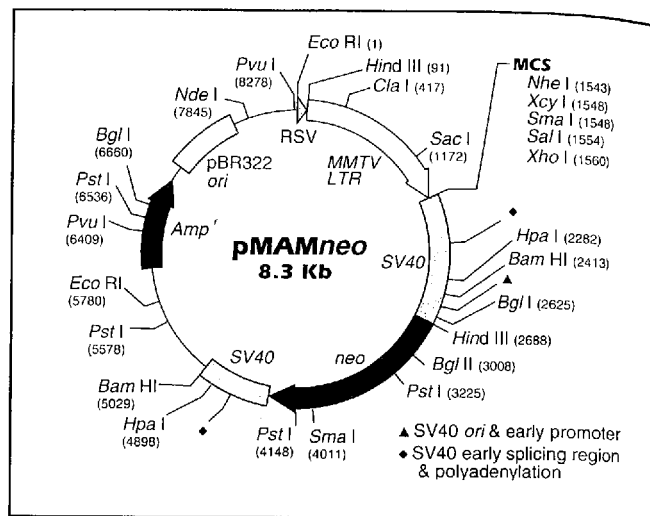 Eco RI (1)
Pvu I
(8278)
Hind III (91)
Cla I (417)
Nde I
(7845)
MCS
Nhe I (1543)
Xcy I (1548)
Sma I (1548)
Sal I (1554)
Xho I (1560)
Sac I
(1172)
RSV
MMTV
LTR
pBR322
ori
Bgl I
(6660)
Pst I
(6536)
Pvu I
(6409)
Amp r
pMAMneo
8.3 Kb
SV40
◆
Hpa I (2282)
Bam HI (2413)
▲
Bgl I (2625)
Hind III (2688)
Bgl II (3008)
Pst I (3225)
Eco RI
(5780)
Pst I
(5578)
SV40
neo
Bam HI
(5029)
Hpa I
(4898)
◆
Pst I
(4148)
Sma I
(4011)
▲ SV40 ori & early promoter
◆ SV40 early splicing region
& polyadenylation